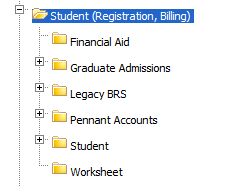 Student (Registration, Billing)
Financial Aid
Graduate Admissions
Legacy BRS
Pennant Accounts
Student
Worksheet